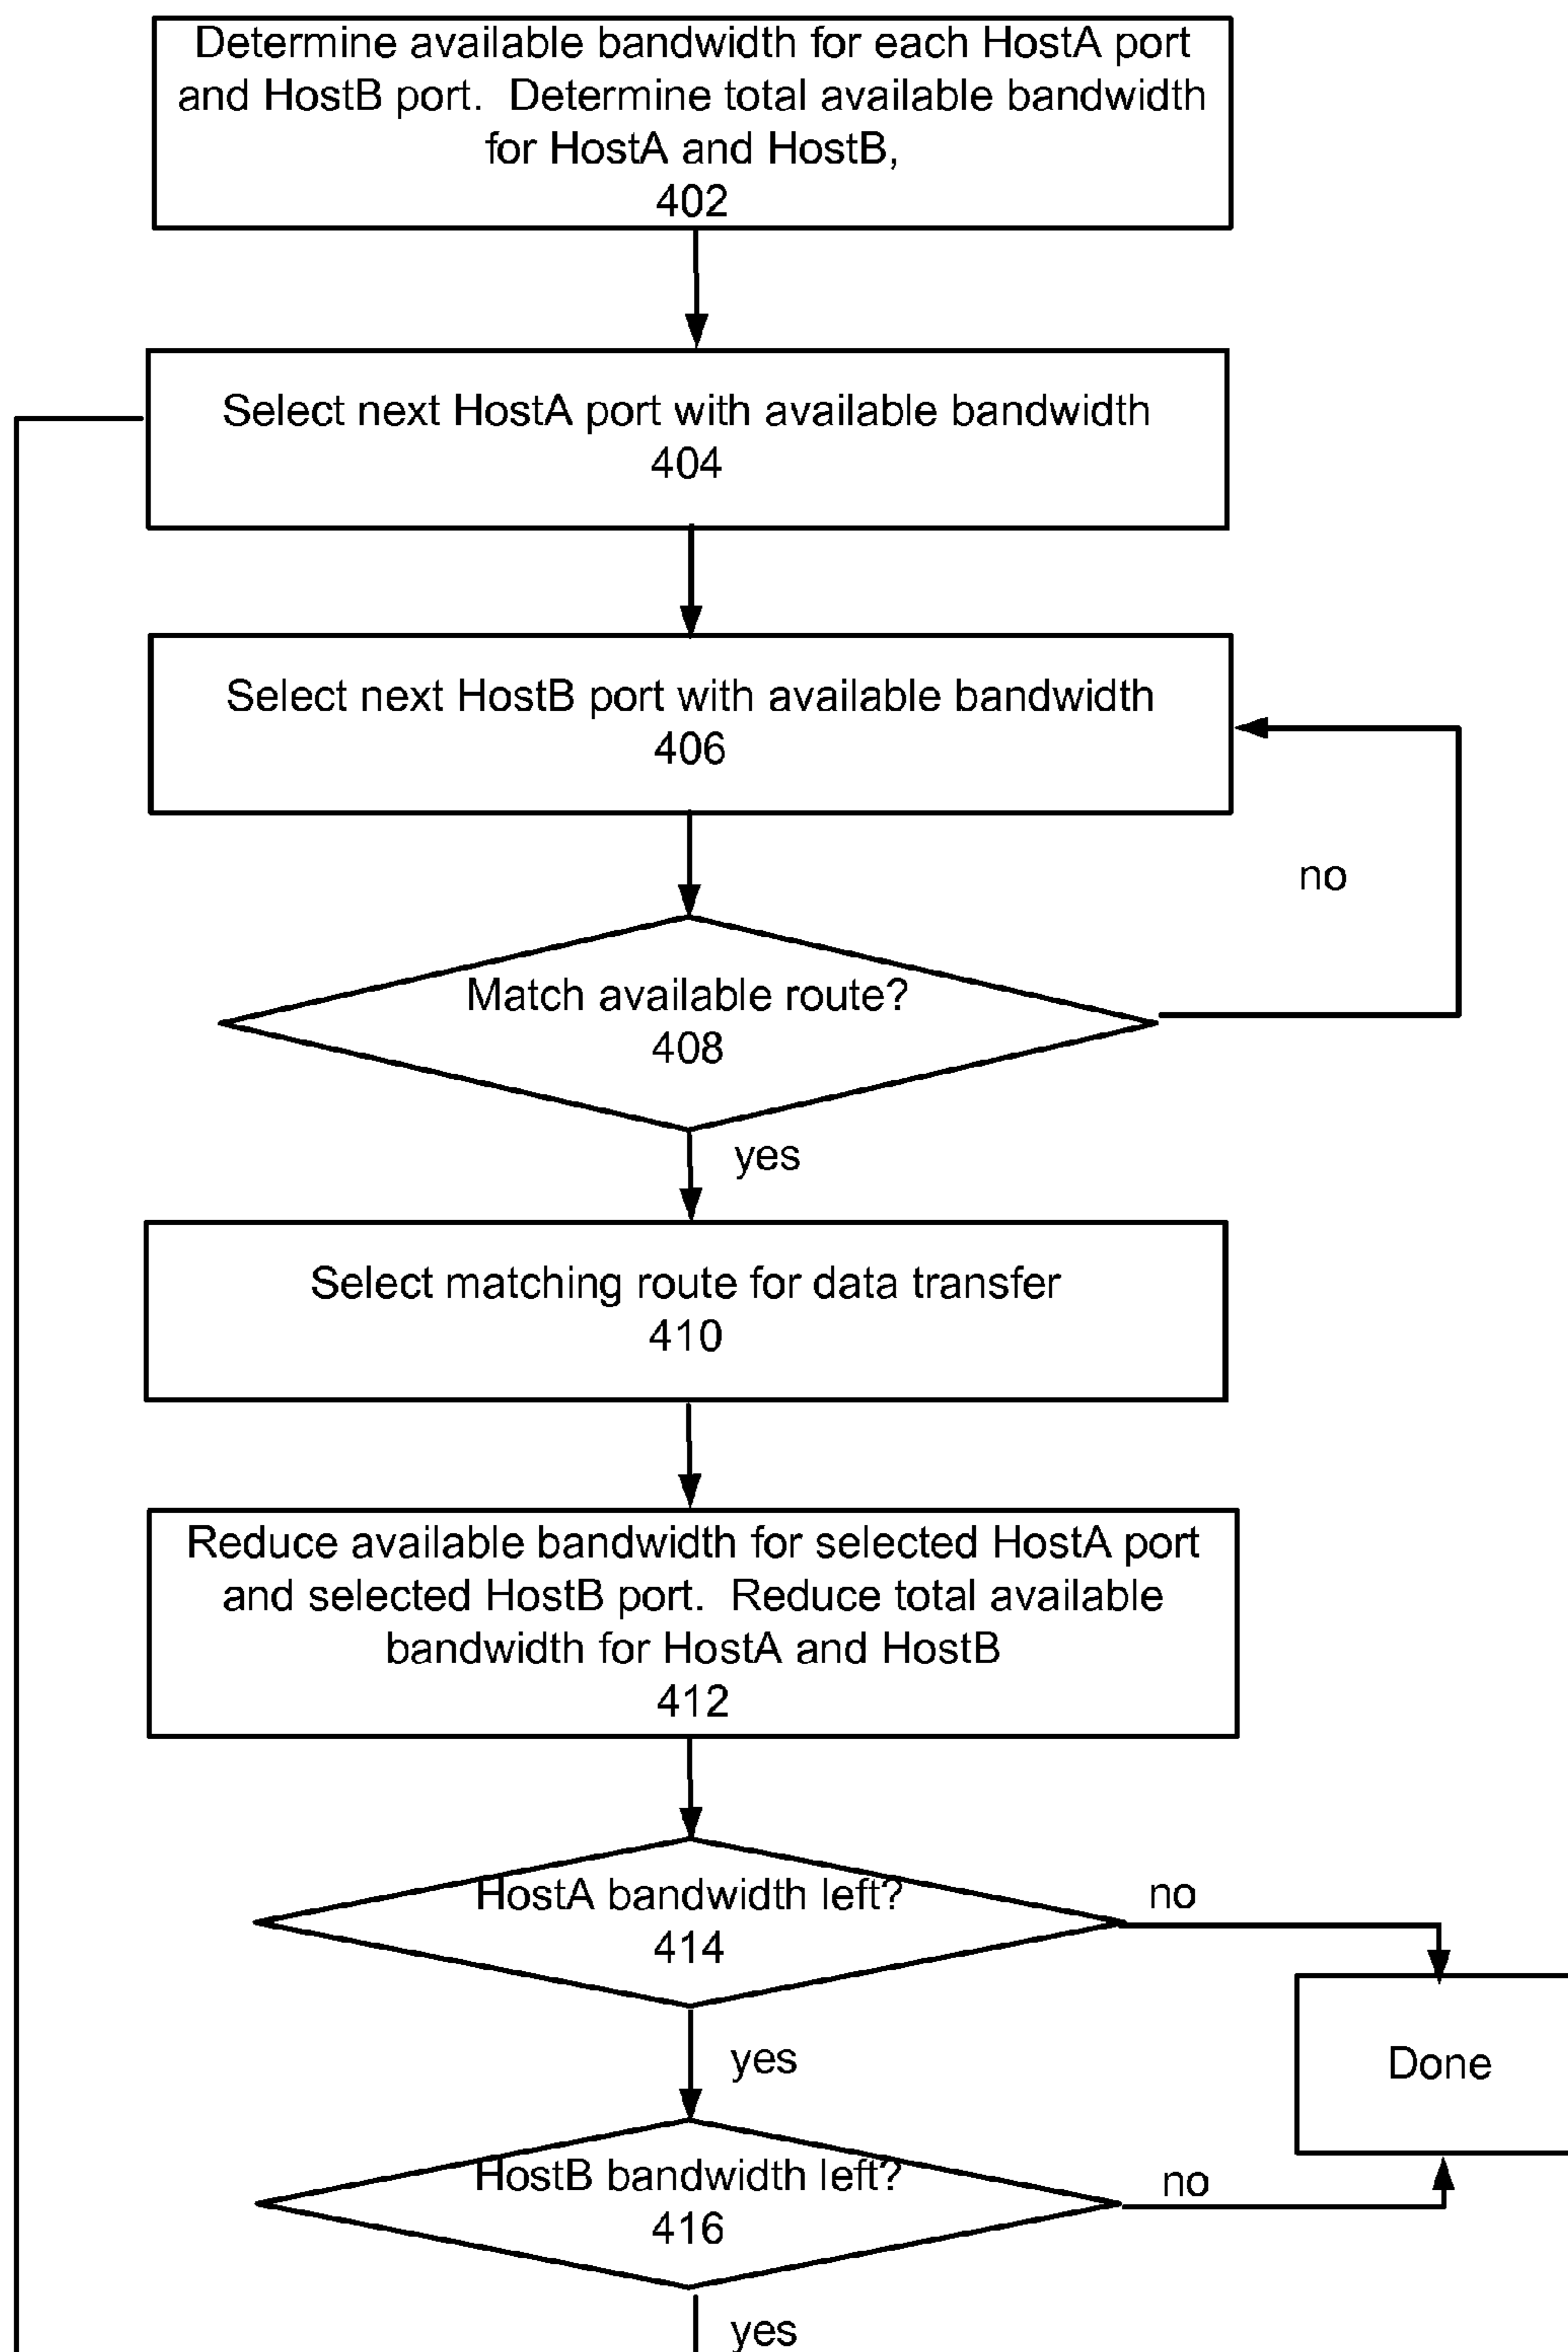 Determine available bandwidth for each HostA port
and HostB port.  Determine total available bandwidth
for HostA and HostB,
402
Select next HostA port with available bandwidth
404
Select next HostB port with available bandwidth
406
no
Match available route?
408
yes
Select matching route for data transfer
410
Reduce available bandwidth for selected HostA port
and selected HostB port.  Reduce total available
bandwidth for HostA and HostB
412
HostA bandwidth left?
414
no
yes
Done
HostB bandwidth left?
416
no
yes